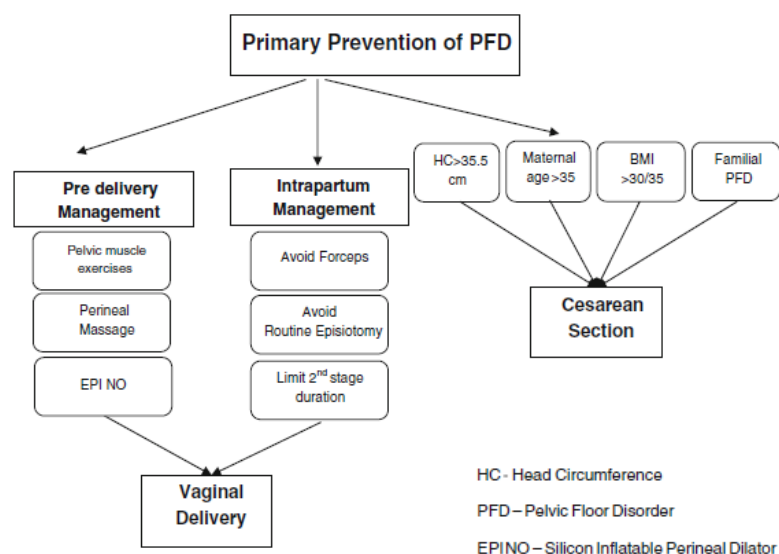 Primary Prevention of PFD
HC>35.5
cm
Maternal
age>35
BMI
>30/35
Familial
PFD
Pre delivery
Management
Intrapartum
Management
Pelvic muscle
exercises
Avoid Forceps
Perineal
Massage
Avoid
Routine Episiotomy
EPI NO
Limit 2nd stage
duration
Cesarean
Section
Vaginal
Delivery
HC - Head Circumference
PFD – Pelvic Floor Disorder
EPINO – Silicon Inflatable Perineal Dilator